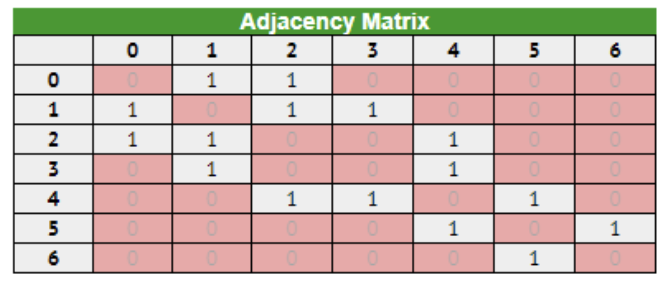 Adjacency Matrix
0 1 2 3 4 5 6
0 0 1 1 0 0 0 0
1 1 0 1 1 0 0 0
2 1 1 0 0 1 0 0
3 0 1 0 0 1 0 0
4 0 0 1 1 0 1 0
5 0 0 0 0 1 0 1
6 0 0 0 0 0 1 0